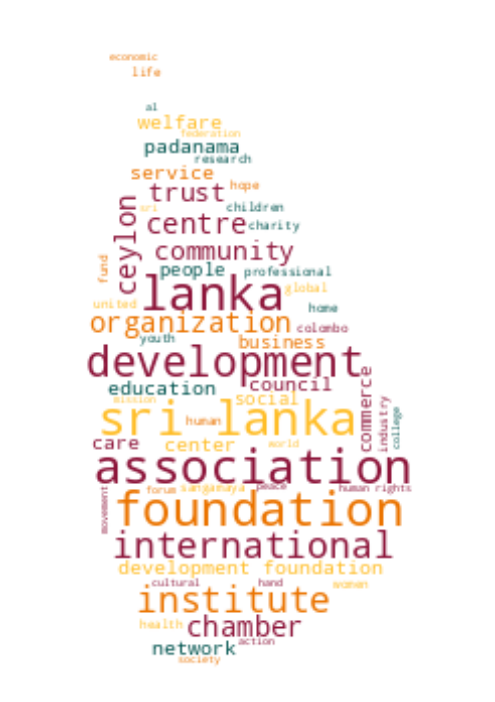 economic
life
al
welfare
federation
padanama
research
service
trust hope
sri children
ceylon
centre charity
community
fund people professional
lanka global
united home
organization colombo
youth business
development
education council
mission social
commerce
sri lanka industry college
human
care center world
association
movement forum sanganaya peace human rights
foundation
international
development foundation
cultural hand women
institute
health chamber
action
network
society